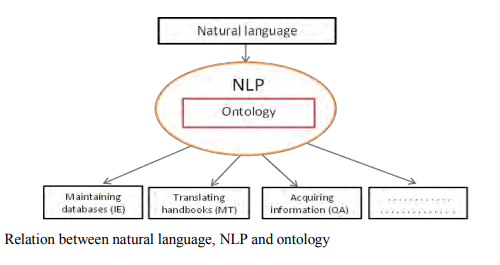 Natural language
NLP
Ontology
Maintaining
databases (IE)
Translating
handbooks (MT)
Acquiring
information (QA)
.............
..............
Relation between natural language, NLP and ontology